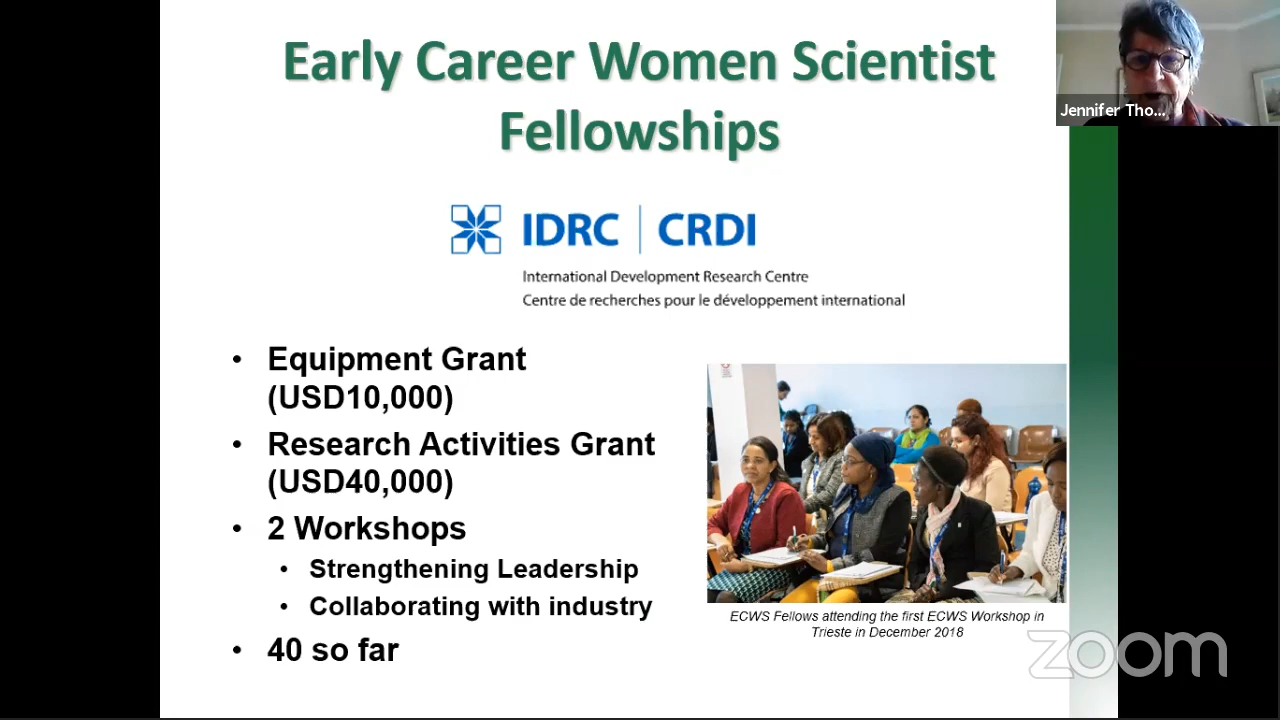 Early Career Women Scientist
Fellowships
Jennifer Tho...
IDRC | CRDI
International Development Research Centre
Centre de recherches pour le développement international
• Equipment Grant
(USD10,000)
• Research Activities Grant
(USD40,000)
• 2 Workshops
• Strengthening Leadership
• Collaborating with industry
• 40 so far
ECWS Fellows attending the first ECWS Workshop in
Trieste in December 2018
zoom